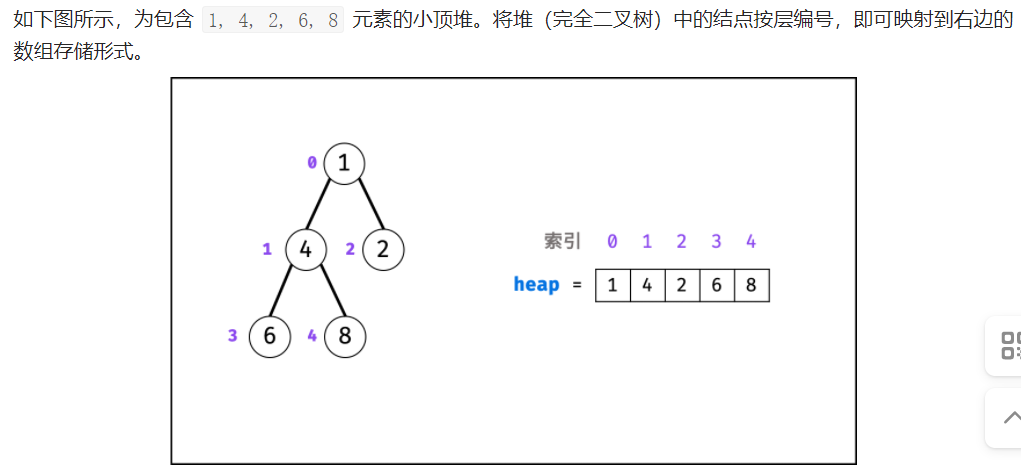 如下图所示，为包含 1, 4, 2, 6, 8 元素的小顶堆。将堆（完全二叉树）中的结点按层编号，即可映射到右边的
数组存储形式。
0 1
1 4 2 2
索引 0 1 2 3 4
heap = 1 4 2 6 8
3 6 4 8